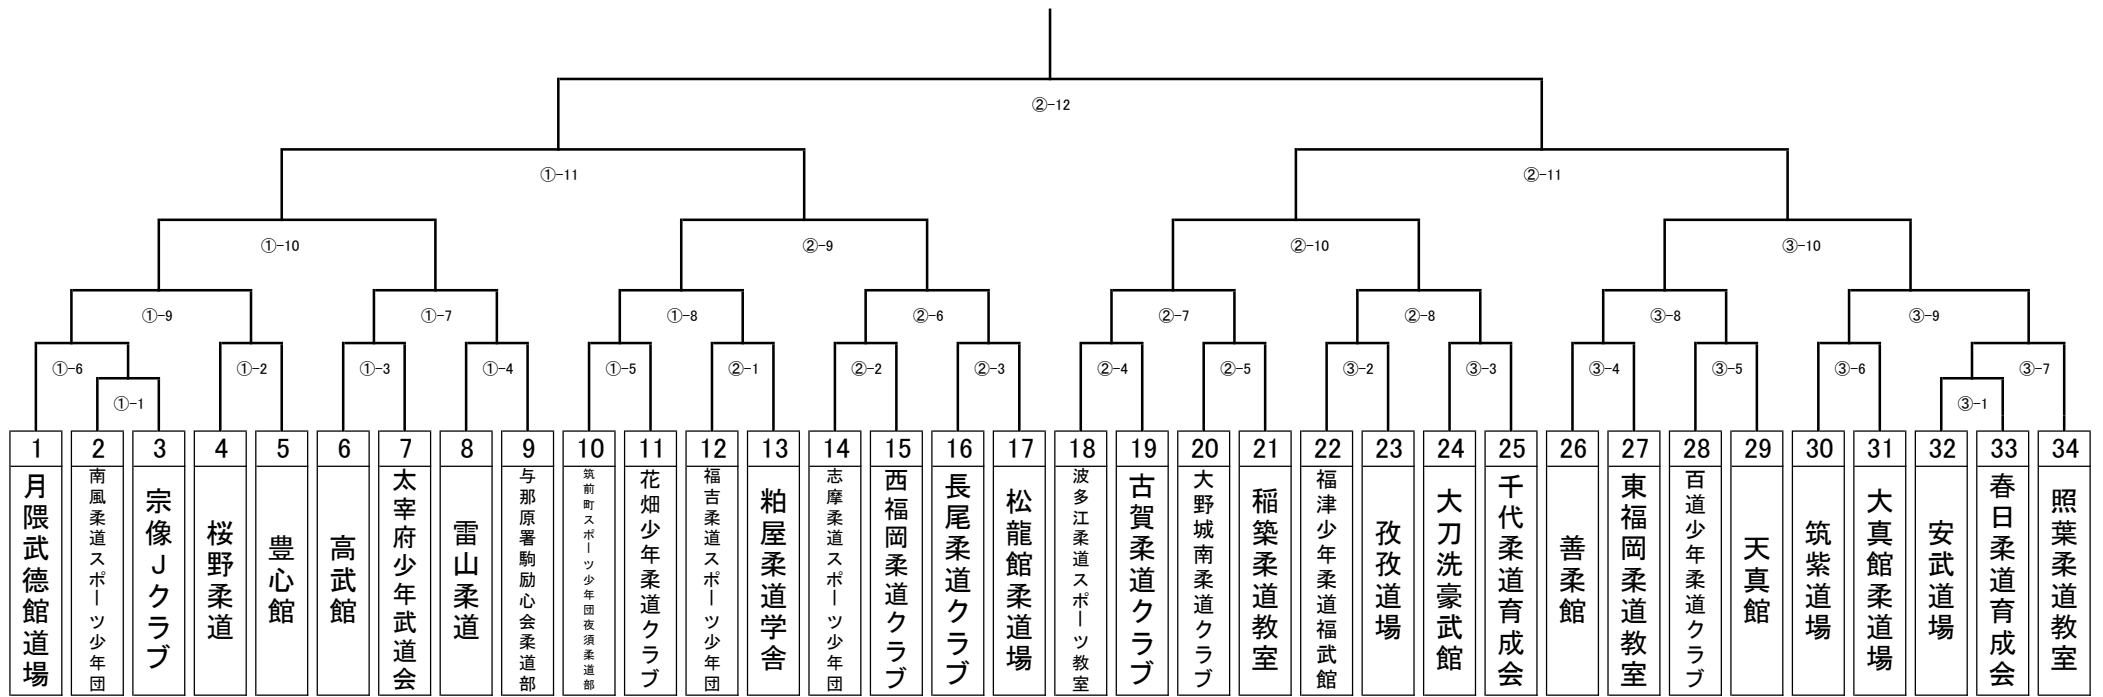 ②-12
①-11
②-11
①-10
②-9
②-10
③-10
①-9
①-7
①-8
②-6
②-7
②-8
③-8
③-9
①-6
①-2
①-3
①-4
①-5
②-1
②-2
②-3
②-4
②-5
③-2
③-3
③-4
③-5
③-6
③-7
①-1
③-1
1
月隈武徳館道場
2
南風柔道スポーツ少年団
3
宗像Jクラブ
4
桜野柔道
5
豊心館
6
高武館
7
太宰府少年武道会
8
雷山柔道
9
与那原署駒励心会柔道部
10
筑前町スポーツ少年団夜須柔道部
11
花畑少年柔道クラブ
12
福吉柔道スポーツ少年団
13
粕屋柔道学舎
14
志摩柔道スポーツ少年団
15
西福岡柔道クラブ
16
長尾柔道クラブ
17
松龍館柔道場
18
波多江柔道スポーツ教室
19
古賀柔道クラブ
20
大野城南柔道クラブ
21
稲築柔道教室
22
福津少年柔道福武館
23
孜孜道場
24
大刀洗豪武館
25
千代柔道育成会
26
善柔館
27
東福岡柔道教室
28
百道少年柔道クラブ
29
天真館
30
筑紫道場
31
大真館柔道場
32
安武道場
33
春日柔道育成会
34
照葉柔道教室